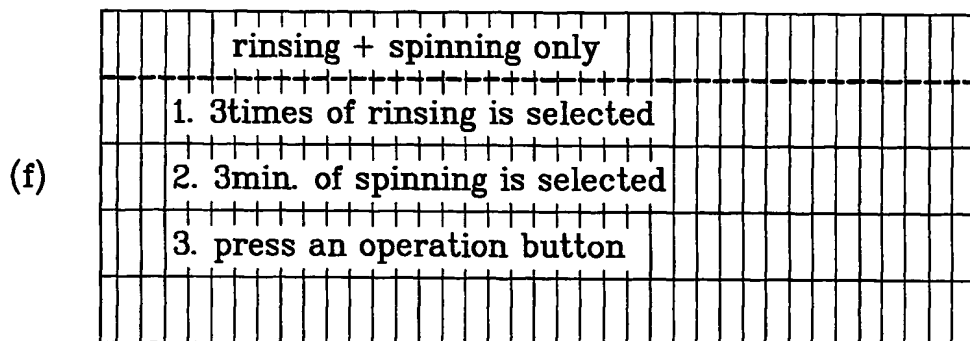 rinsing + spinning only
1. 3times of rinsing is selected
(f)
2. 3min. of spinning is selected
3. press an operation button